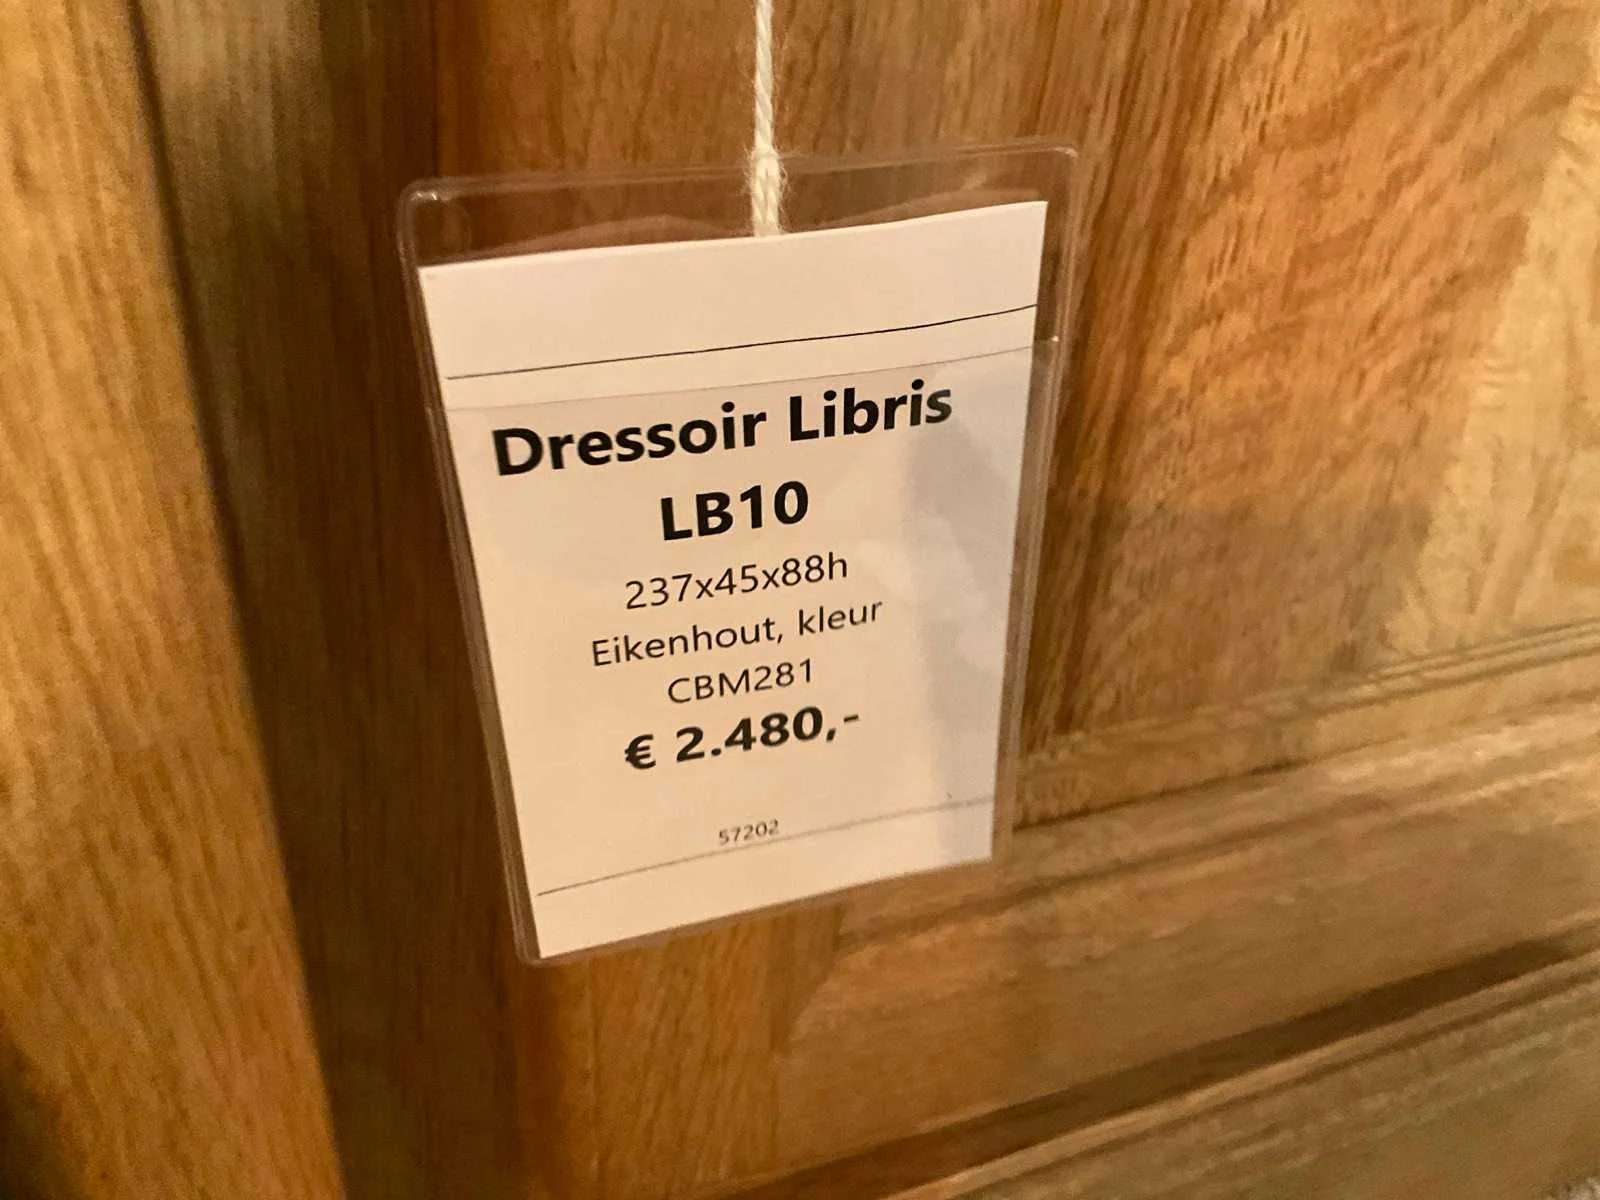 Dressoir Libris
LB10
237x45x88h
Eikenhout, kleur
CBM281
€ 2.480,-
57202